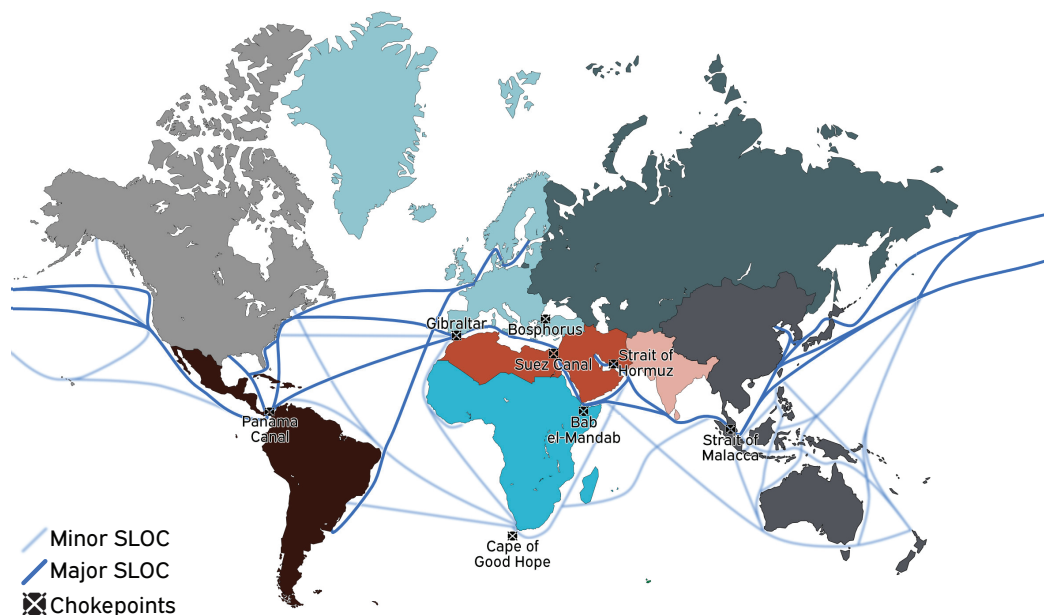 Gibraltar
Bosphorus
Suez Canal
Strait of
Hormuz
Panama
Canal
Bab
el-Mandab
Strait of
Malacca
Cape of
Good Hope
Minor SLOC
Major SLOC
Chokepoints